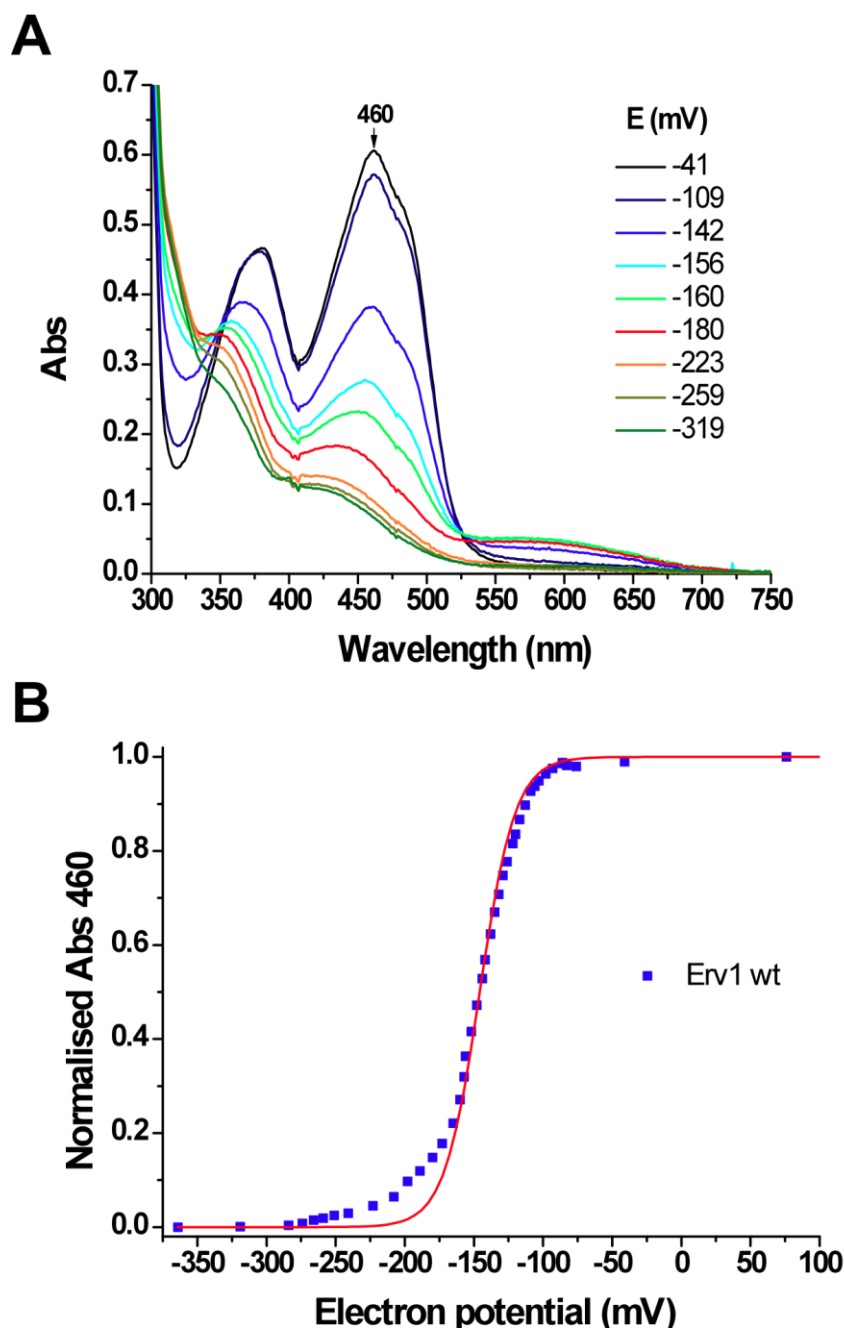 A
0.7
0.6
0.5
0.4
0.3
0.2
0.1
0.0
Abs
460
E (mV)
-41
-109
-142
-156
-160
-180
-223
-259
-319
300 350 400 450 500 550 600 650 700 750
Wavelength (nm)
B
1.0
0.8
0.6
0.4
0.2
0.0
Normalised Abs 460
Erv1 wt
-350 -300 -250 -200 -150 -100 -50 0 50 100
Electron potential (mV)